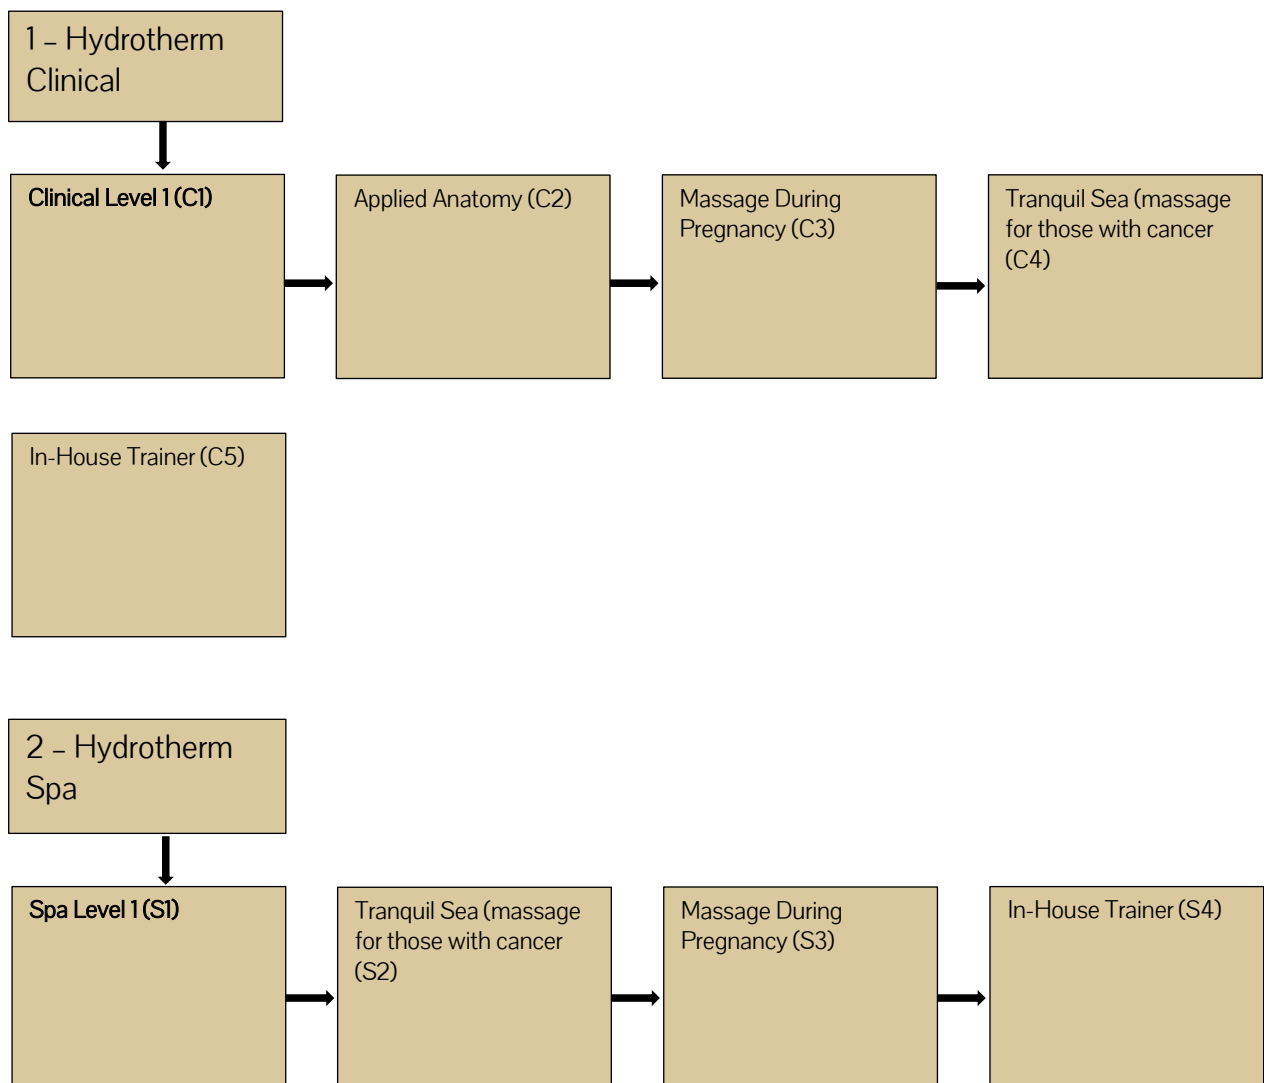 1 – Hydrotherm
Clinical
Clinical Level 1 (C1)
Applied Anatomy (C2)
Massage During
Pregnancy (C3)
Tranquil Sea (massage
for those with cancer
(C4)
In-House Trainer (C5)
2 – Hydrotherm
Spa
Spa Level 1 (S1)
Tranquil Sea (massage
for those with cancer
(S2)
Massage During
Pregnancy (S3)
In-House Trainer (S4)